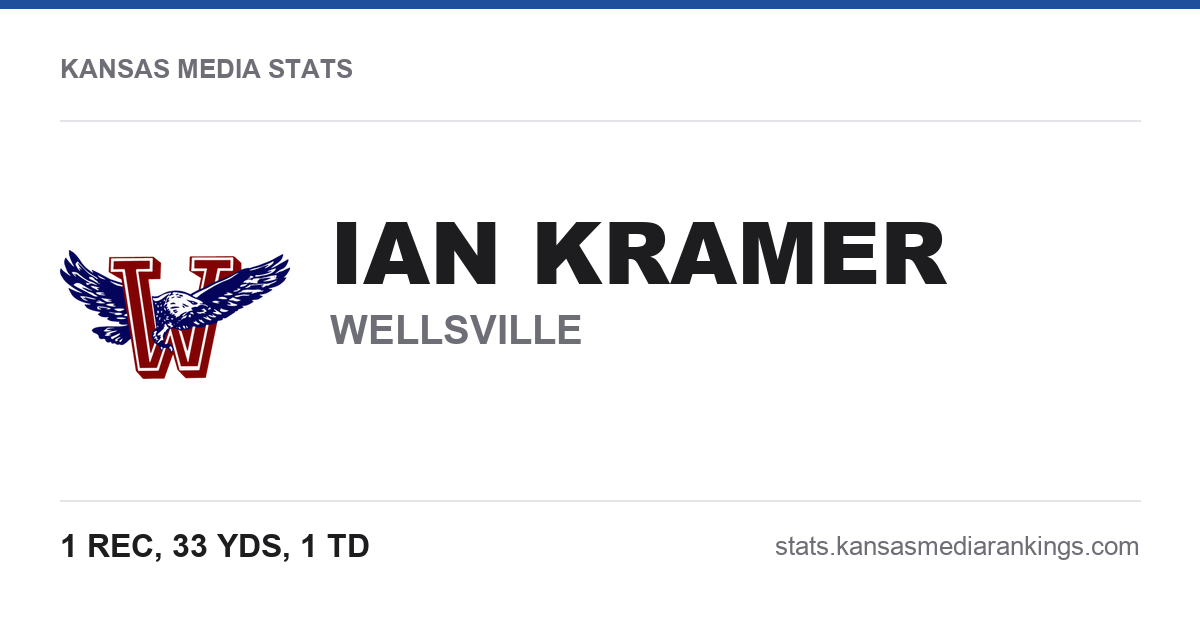 KANSAS MEDIA STATS
W
IAN KRAMER
WELLSVILLE
1 REC, 33 YDS, 1 TD
stats.kansasmediarankings.com